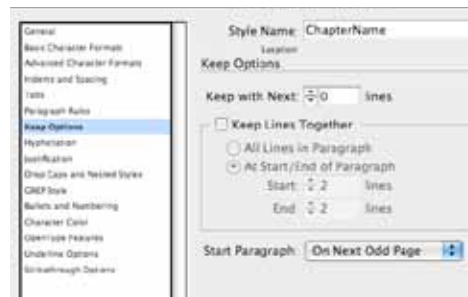 General
Basic Character Formats
Advanced Character Formats
Indents and Spacing
Tabs
Paragraph Rules
Keep Options
Hyphenation
Justification
Drop Caps and Nested Styles
GREP Style
Bullets and Numbering
Character Color
OpenType Features
Underline Options
Strikethrough Options
Style Name: ChapterName
Location
Keep Options
Keep with Next: 0 lines
Keep Lines Together
All Lines in Paragraph
At Start/End of Paragraph
Start: 2 lines
End: 2 lines
Start Paragraph: On Next Odd Page